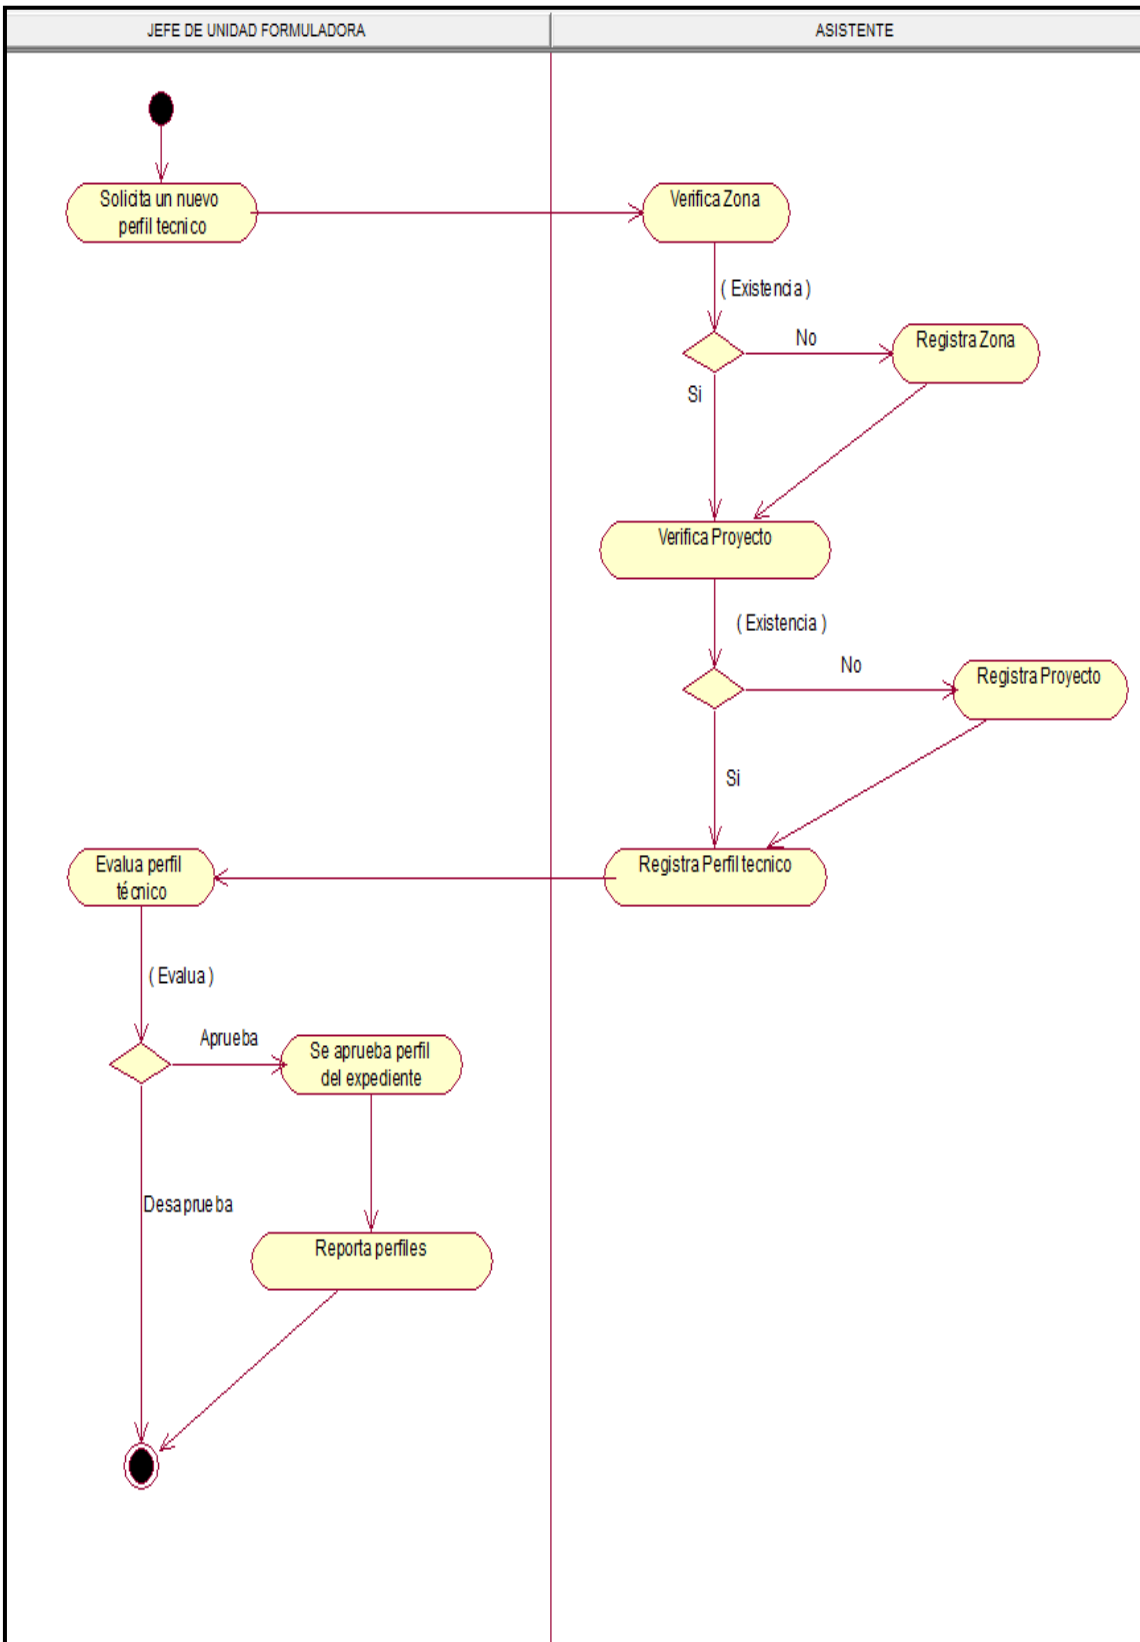 JEFE DE UNIDAD FORMULADORA
ASISTENTE
Solicita un nuevo
perfil tecnico
Verifica Zona
( Existencia )
No
Registra Zona
Si
Verifica Proyecto
( Existencia )
No
Registra Proyecto
Si
Evalua perfil
técnico
Registra Perfil tecnico
( Evalua )
Aprueba
Se aprueba perfil
del expediente
Desaprueba
Reporta perfiles